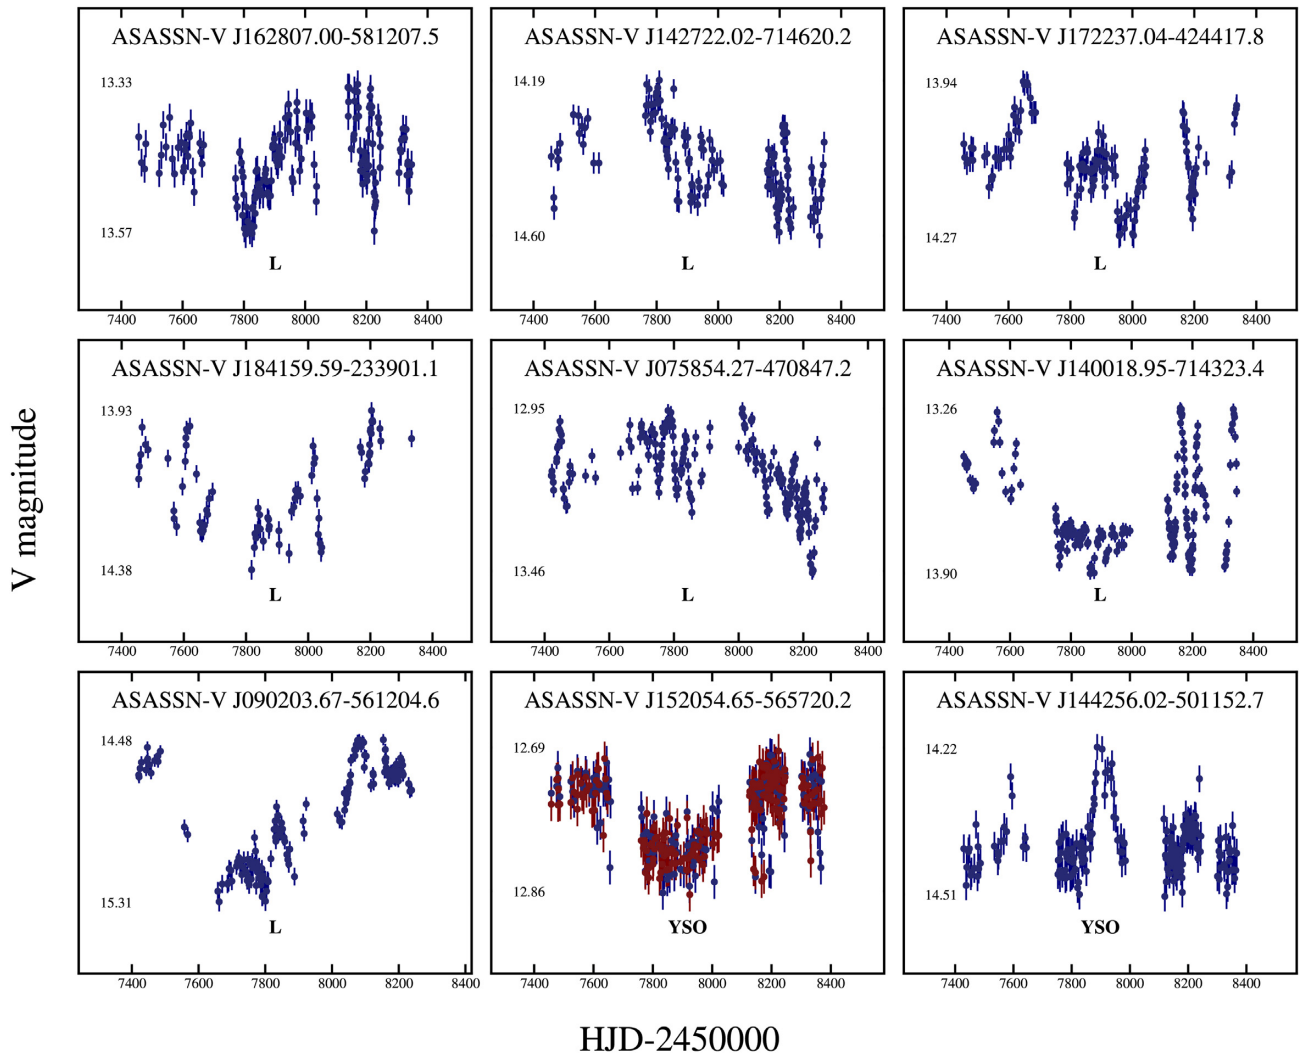 ASASSN-V J162807.00-581207.5
13.33
13.57
L
7400 7600 7800 8000 8200 8400
ASASSN-V J142722.02-714620.2
14.19
14.60
L
7400 7600 7800 8000 8200 8400
ASASSN-V J172237.04-424417.8
13.94
14.27
L
7400 7600 7800 8000 8200 8400
ASASSN-V J184159.59-233901.1
13.93
14.38
L
7400 7600 7800 8000 8200 8400
ASASSN-V J075854.27-470847.2
12.95
13.46
L
7400 7600 7800 8000 8200 8400
ASASSN-V J140018.95-714323.4
13.26
13.90
L
7400 7600 7800 8000 8200 8400
ASASSN-V J090203.67-561204.6
14.48
15.31
L
7400 7600 7800 8000 8200 8400
ASASSN-V J152054.65-565720.2
12.69
12.86
YSO
7400 7600 7800 8000 8200 8400
ASASSN-V J144256.02-501152.7
14.22
14.51
YSO
7400 7600 7800 8000 8200 8400
V magnitude
HJD-2450000